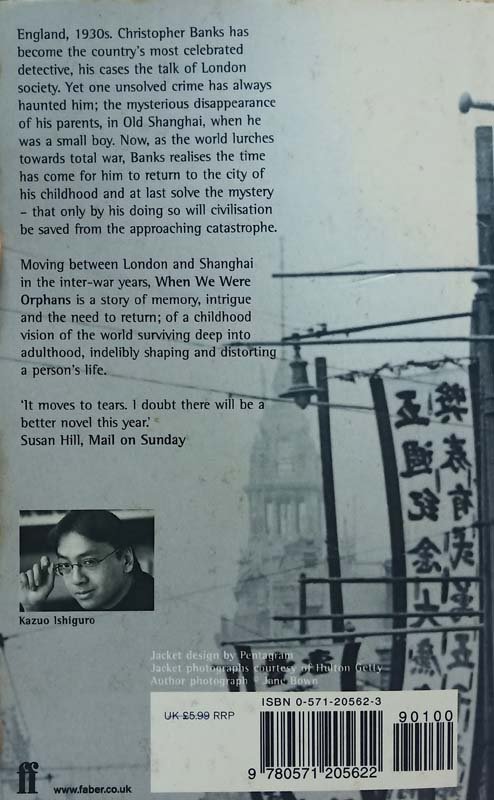 England, 1930s. Christopher Banks has
become the country's most celebrated
detective, his cases the talk of London
society. Yet one unsolved crime has always
haunted him; the mysterious disappearance
of his parents, in Old Shanghai, when he
was a small boy. Now, as the world lurches
towards total war, Banks realises the time
has come for him to return to the city of
his childhood and at last solve the mystery
– that only by his doing so will civilisation
be saved from the approaching catastrophe.
Moving between London and Shanghai
in the inter-war years, When We Were
Orphans is a story of memory, intrigue
and the need to return; of a childhood
vision of the world surviving deep into
adulthood, indelibly shaping and distorting
a person's life.
'It moves to tears. I doubt there will be a
better novel this year.'
Susan Hill, Mail on Sunday
Kazuo Ishiguro
Jacket design by Pentagram
Jacket photographs courtesy of Hulton Getty
Author photograph © Jane Bown
UK £5.99 RRP
ISBN 0-571-20562-3
90100
9 780571 205622
ff
www.faber.co.uk
券有
週紀念大